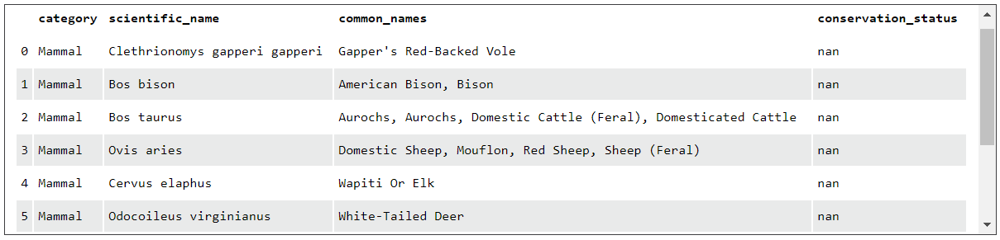 category scientific_name common_names conservation_status
0 Mammal Clethrionomys gapperi gapperi Gapper's Red-Backed Vole nan
1 Mammal Bos bison American Bison, Bison nan
2 Mammal Bos taurus Aurochs, Aurochs, Domestic Cattle (Feral), Domesticated Cattle nan
3 Mammal Ovis aries Domestic Sheep, Mouflon, Red Sheep, Sheep (Feral) nan
4 Mammal Cervus elaphus Wapiti Or Elk nan
5 Mammal Odocoileus virginianus White-Tailed Deer nan